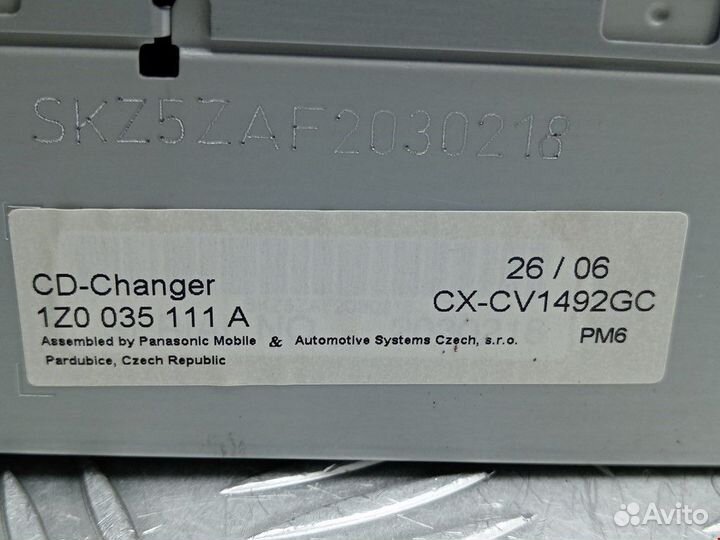 SKZ5ZAF2030218
26 / 06
CD-Changer
CX-CV1492GC
1Z0 035 111 A
Assembled by Panasonic Mobile & Automotive Systems Czech, s.r.o.
PM6
Pardubice, Czech Republic
Avito